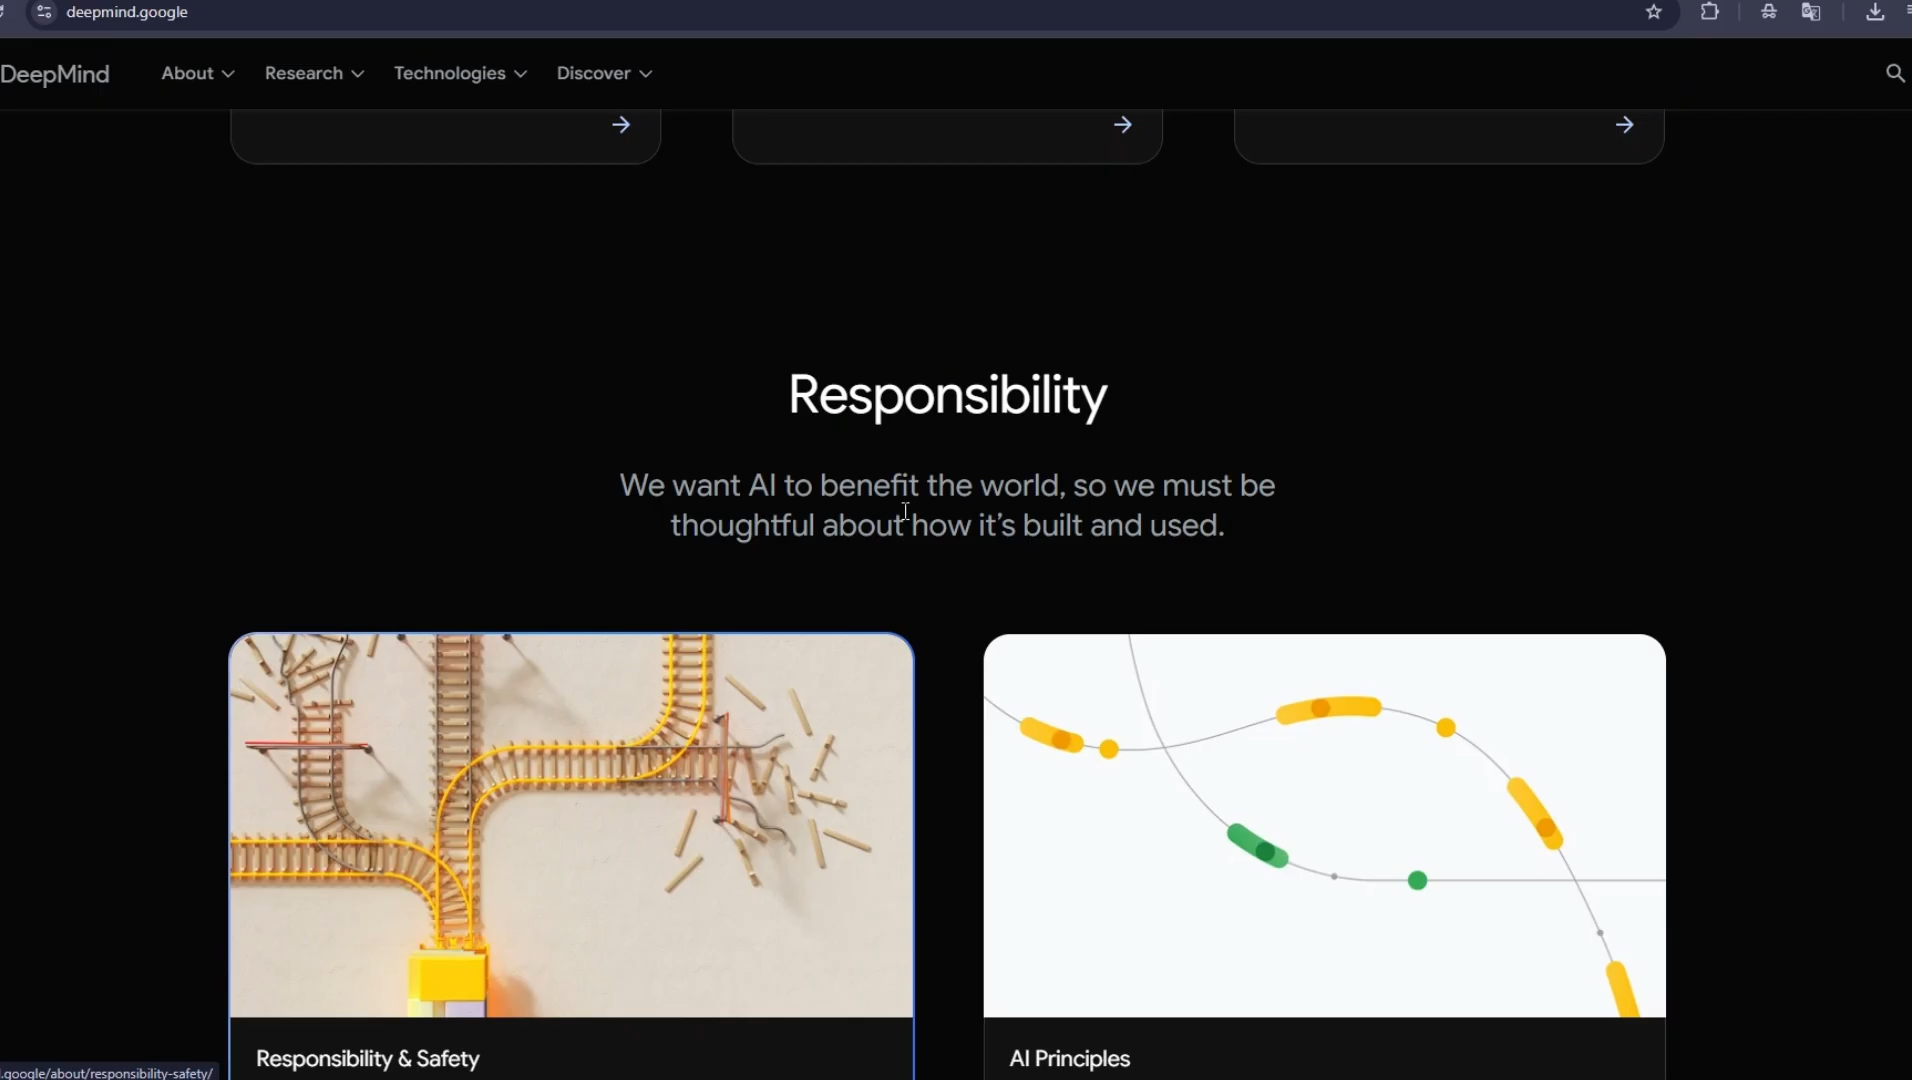 deepmind.google
DeepMind
About
Research
Technologies
Discover
Responsibility
We want AI to benefit the world, so we must be
thoughtful about how it’s built and used.
Responsibility & Safety
AI Principles
.google/about/responsibility-safety/